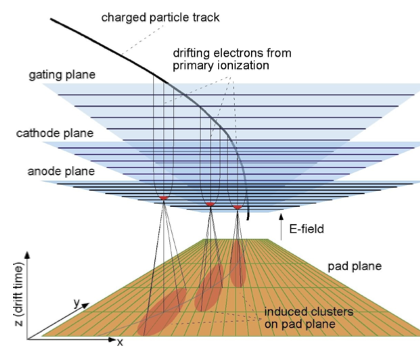 charged particle track
drifting electrons from
primary ionization
gating plane
cathode plane
anode plane
E-field
pad plane
z (drift time)
y
x
induced clusters
on pad plane